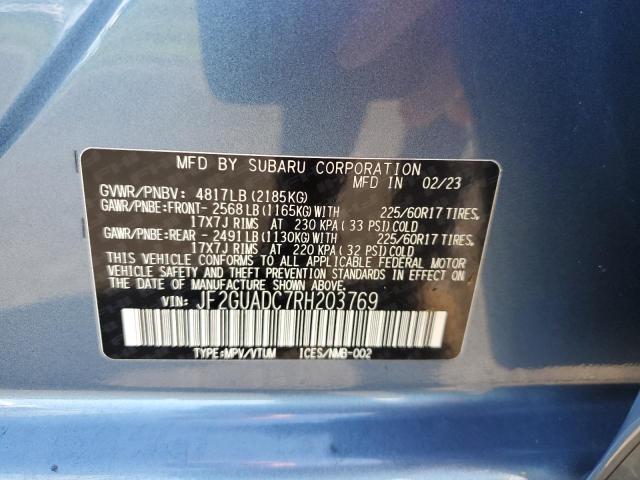 MFD BY SUBARU CORPORATION
MFD IN 02/23
GVWR/PNBV: 4817LB (2185KG)
GAWR/PNBE:FRONT-2568LB (1165KG)WITH 225/60R17 TIRES,
17X7J RIMS AT 230 KPA (33 PSI)COLD
GAWR/PNBE:REAR -2491LB (1130KG)WITH 225/60R17 TIRES,
17X7J RIMS AT 220 KPA (32 PSI)COLD
THIS VEHICLE CONFORMS TO ALL APPLICABLE FEDERAL MOTOR
VEHICLE SAFETY AND THEFT PREVENTION STANDARDS IN EFFECT ON
THE DATE OF MANUFACTURE SHOWN ABOVE.
VIN: JF2GUADC7RH203769
TYPE:MPV/VTUM ICES/NMB-002